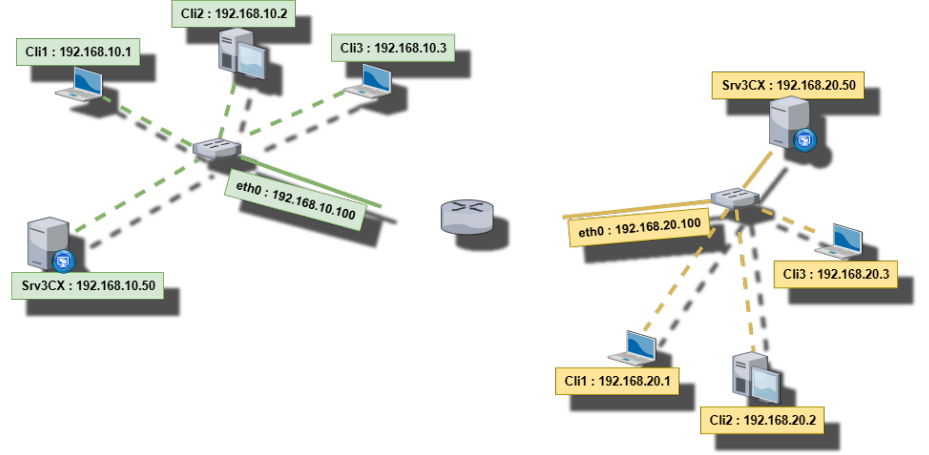 Cli2 : 192.168.10.2
Cli1 : 192.168.10.1
Cli3 : 192.168.10.3
eth0 : 192.168.10.100
Srv3CX : 192.168.10.50
Srv3CX : 192.168.20.50
eth0 : 192.168.20.100
Cli3 : 192.168.20.3
Cli1 : 192.168.20.1
Cli2 : 192.168.20.2